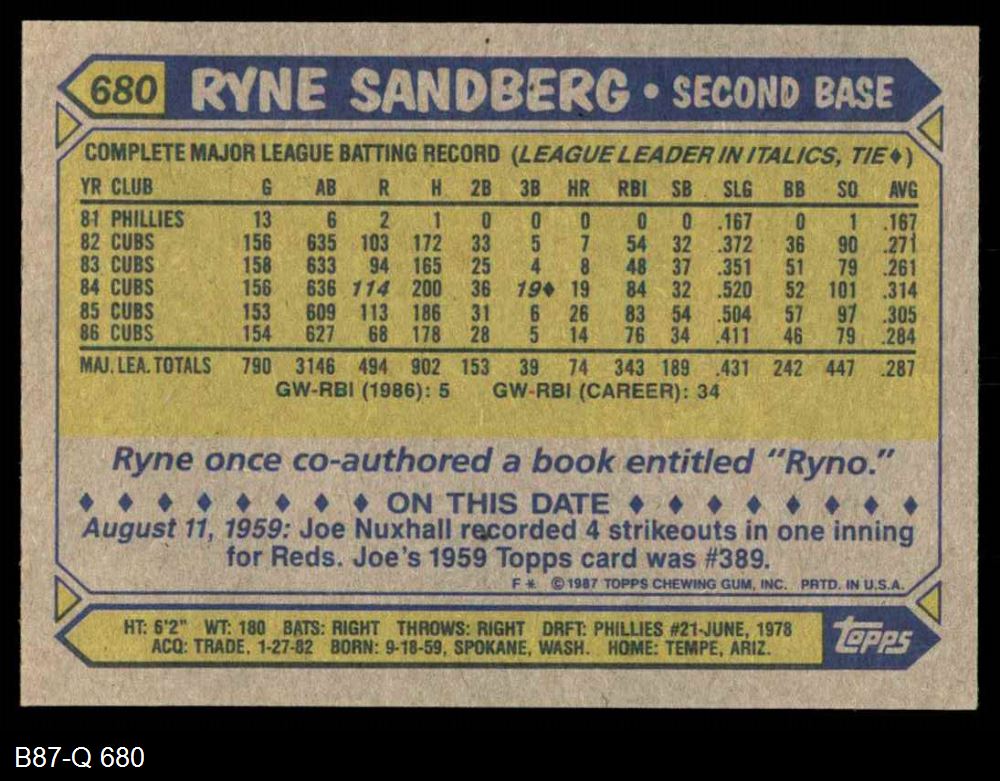 680 RYNE SANDBERG • SECOND BASE
COMPLETE MAJOR LEAGUE BATTING RECORD (LEAGUE LEADER IN ITALICS, TIE♦)
YR CLUB G AB R H 2B 3B HR RBI SB SLG BB SO AVG
81 PHILLIES 13 6 2 1 0 0 0 0 0 .167 0 1 .167
82 CUBS 156 635 103 172 33 5 7 54 32 .372 36 90 .271
83 CUBS 158 633 94 165 25 4 8 48 37 .351 51 79 .261
84 CUBS 156 636 114 200 36 19♦ 19 84 32 .520 52 101 .314
85 CUBS 153 609 113 186 31 6 26 83 54 .504 57 97 .305
86 CUBS 154 627 68 178 28 5 14 76 34 .411 46 79 .284
MAJ. LEA. TOTALS 790 3146 494 902 153 39 74 343 189 .431 242 447 .287
GW-RBI (1986): 5 GW-RBI (CAREER): 34
Ryne once co-authored a book entitled "Ryno."
♦ ♦ ♦ ♦ ♦ ♦ ♦ ♦ ON THIS DATE ♦ ♦ ♦ ♦ ♦ ♦ ♦ ♦
August 11, 1959: Joe Nuxhall recorded 4 strikeouts in one inning
for Reds. Joe's 1959 Topps card was #389.
F* © 1987 TOPPS CHEWING GUM, INC. PRTD. IN U.S.A.
HT: 6'2" WT: 180 BATS: RIGHT THROWS: RIGHT DRFT: PHILLIES #21-JUNE, 1978
ACQ: TRADE, 1-27-82 BORN: 9-18-59, SPOKANE, WASH. HOME: TEMPE, ARIZ.
topps
B87-Q 680